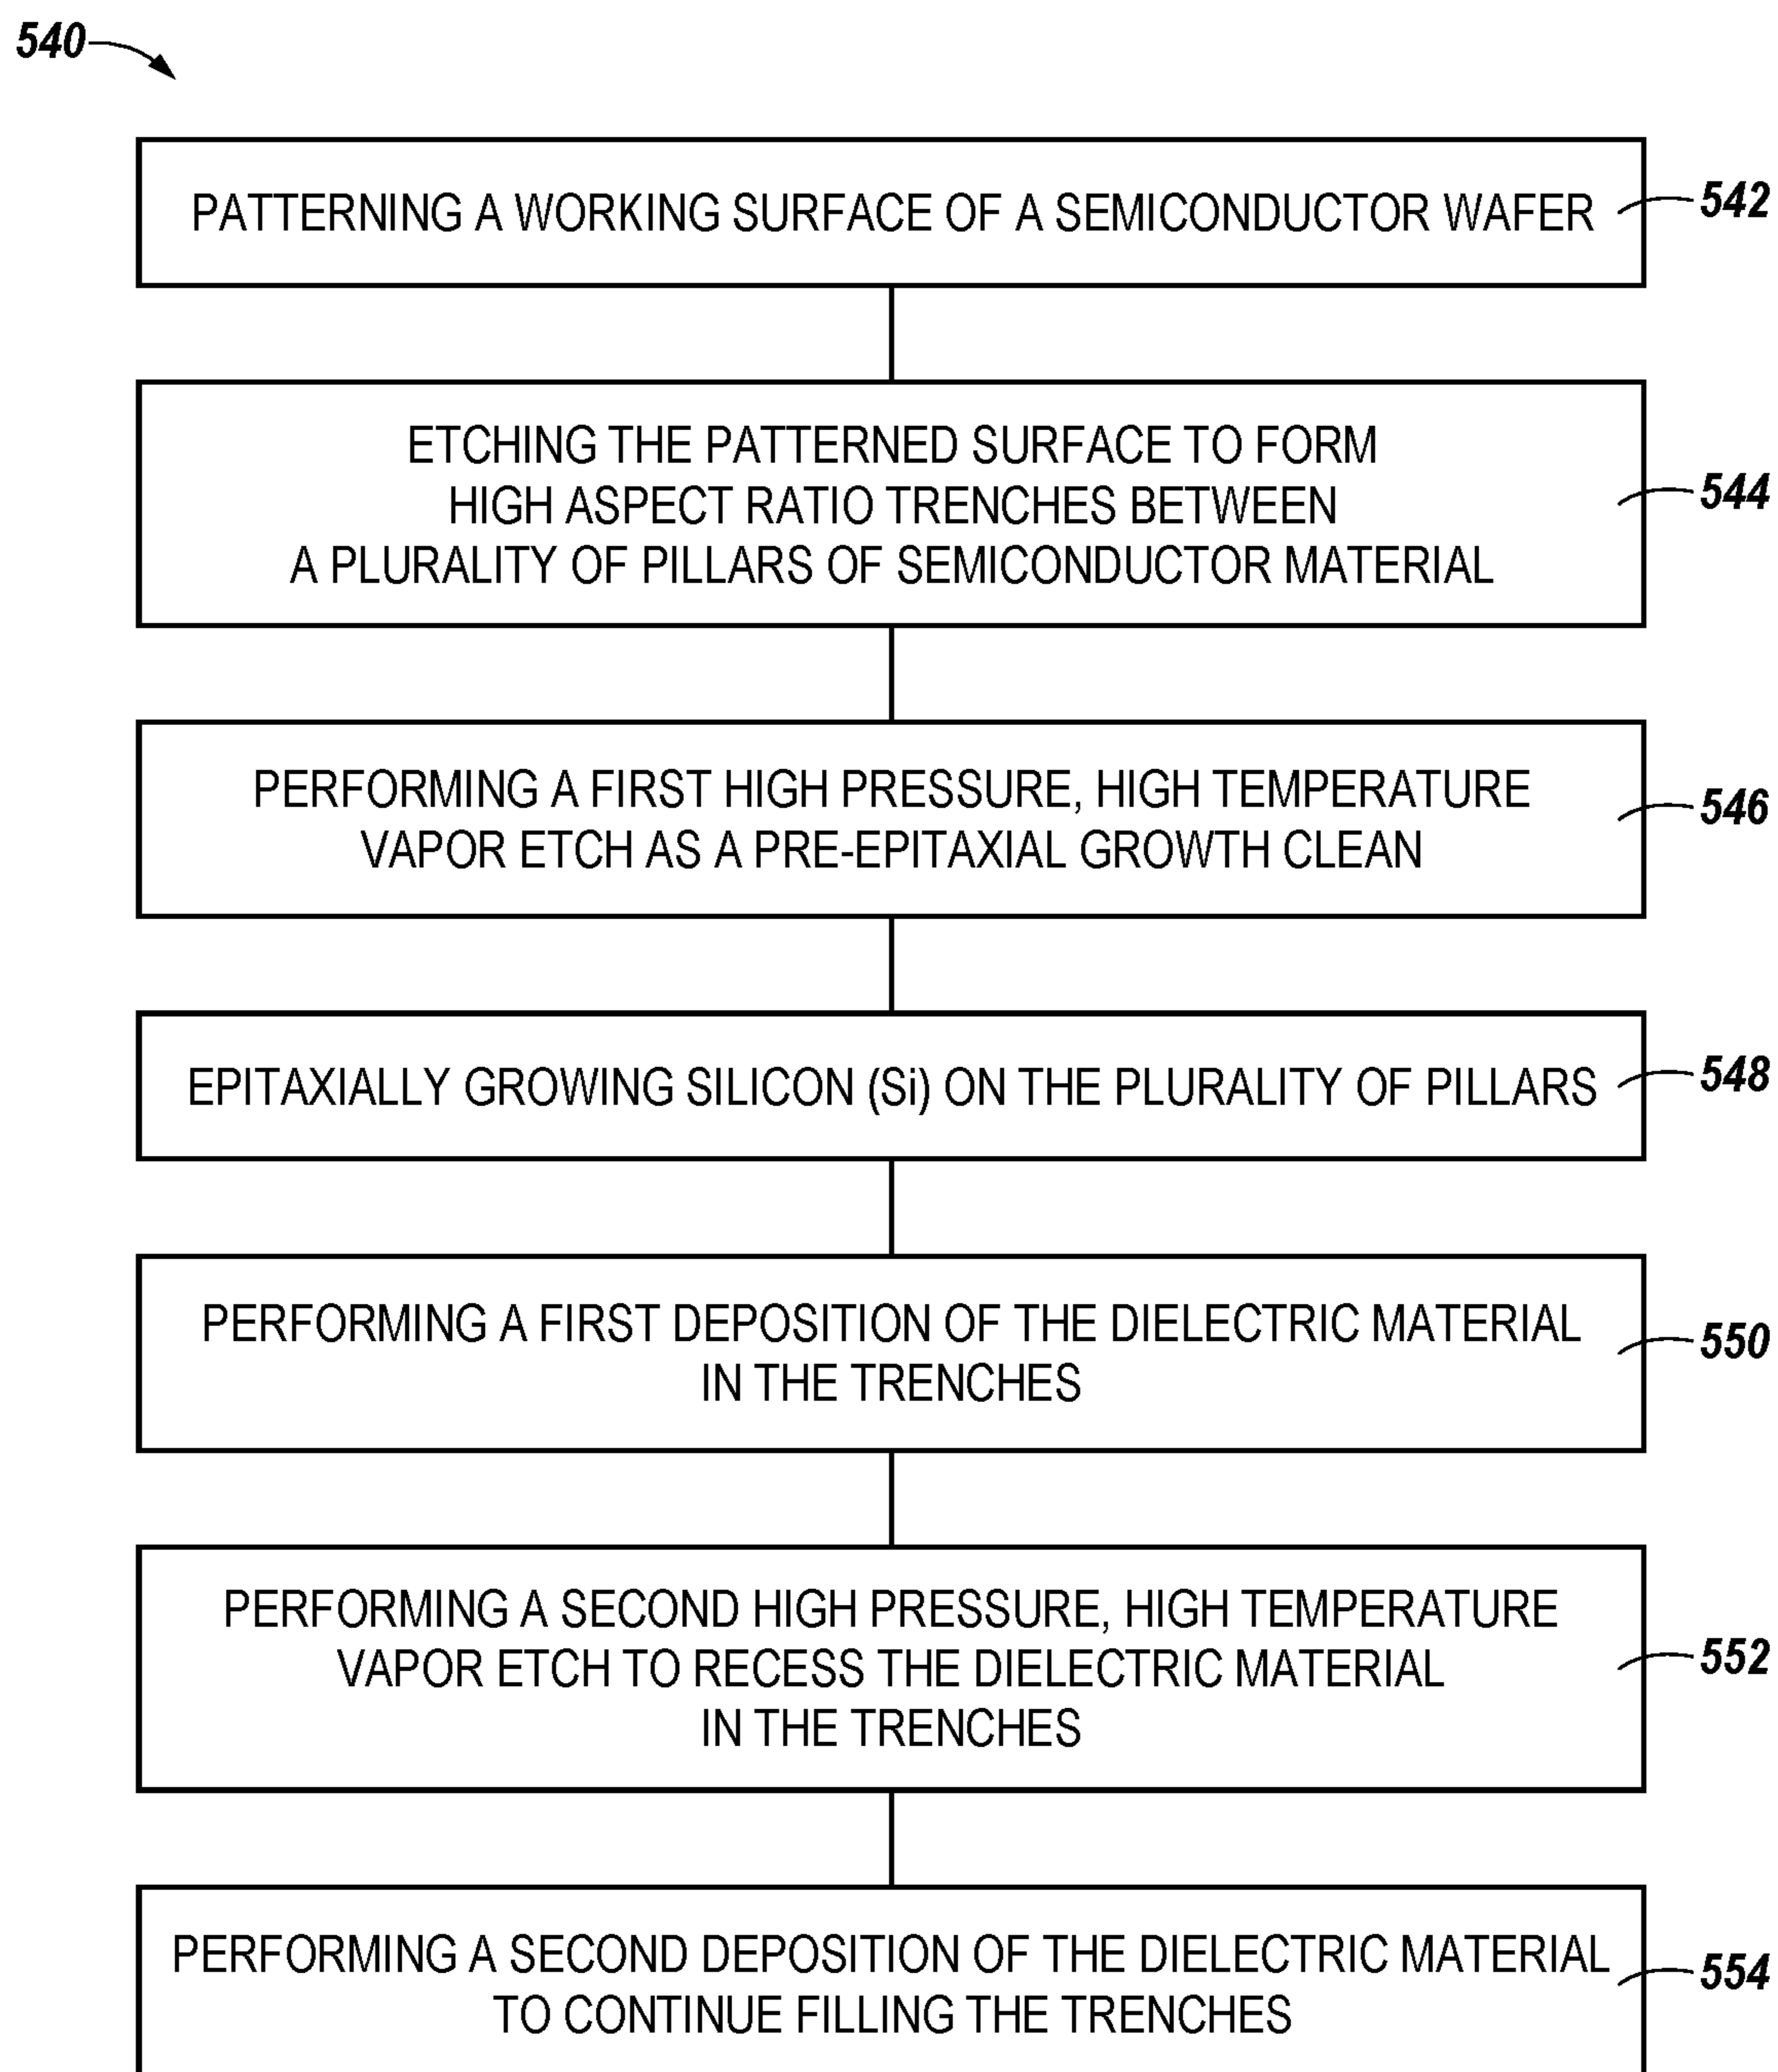 540
PATTERNING A WORKING SURFACE OF A SEMICONDUCTOR WAFER
542
ETCHING THE PATTERNED SURFACE TO FORM
HIGH ASPECT RATIO TRENCHES BETWEEN
A PLURALITY OF PILLARS OF SEMICONDUCTOR MATERIAL
544
PERFORMING A FIRST HIGH PRESSURE, HIGH TEMPERATURE
VAPOR ETCH AS A PRE-EPITAXIAL GROWTH CLEAN
546
EPITAXIALLY GROWING SILICON (Si) ON THE PLURALITY OF PILLARS
548
PERFORMING A FIRST DEPOSITION OF THE DIELECTRIC MATERIAL
IN THE TRENCHES
550
PERFORMING A SECOND HIGH PRESSURE, HIGH TEMPERATURE
VAPOR ETCH TO RECESS THE DIELECTRIC MATERIAL
IN THE TRENCHES
552
PERFORMING A SECOND DEPOSITION OF THE DIELECTRIC MATERIAL
TO CONTINUE FILLING THE TRENCHES
554